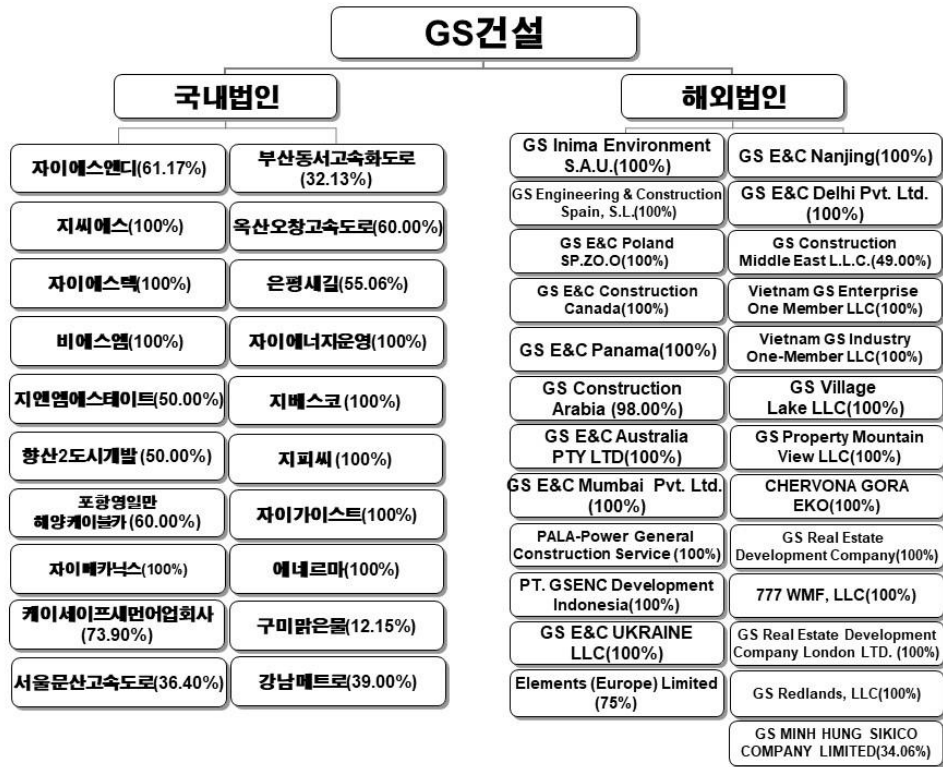 GS건설
국내법인
자이에스앤디(61.17%)
지씨에스(100%)
자이에스텍(100%)
비에스엠(100%)
지앤엠에스테이트(50.00%)
향산2도시개발(50.00%)
포항영일만
해양케이블카(60.00%)
자이메카닉스(100%)
케이세이프새먼어업회사
(73.90%)
서울문산고속도로(36.40%)
부산동서고속화도로
(32.13%)
옥산오창고속도로(60.00%)
은평새길(55.06%)
자이에너지운영(100%)
지베스코(100%)
지피씨(100%)
자이가이스트(100%)
에네르마(100%)
구미맑은물(12.15%)
강남메트로(39.00%)
해외법인
GS Inima Environment
S.A.U.(100%)
GS Engineering & Construction
Spain, S.L.(100%)
GS E&C Poland
SP.ZO.O(100%)
GS E&C Construction
Canada(100%)
GS E&C Panama(100%)
GS Construction
Arabia (98.00%)
GS E&C Australia
PTY LTD(100%)
GS E&C Mumbai Pvt. Ltd.
(100%)
PALA-Power General
Construction Service (100%)
PT. GSENC Development
Indonesia(100%)
GS E&C UKRAINE
LLC(100%)
Elements (Europe) Limited
(75%)
GS E&C Nanjing(100%)
GS E&C Delhi Pvt. Ltd.
(100%)
GS Construction
Middle East L.L.C.(49.00%)
Vietnam GS Enterprise
One Member LLC(100%)
Vietnam GS Industry
One-Member LLC(100%)
GS Village
Lake LLC(100%)
GS Property Mountain
View LLC(100%)
CHERVONA GORA
EKO(100%)
GS Real Estate
Development Company(100%)
777 WMF, LLC(100%)
GS Real Estate Development
Company London LTD. (100%)
GS Redlands, LLC(100%)
GS MINH HUNG SIKICO
COMPANY LIMITED(34.06%)